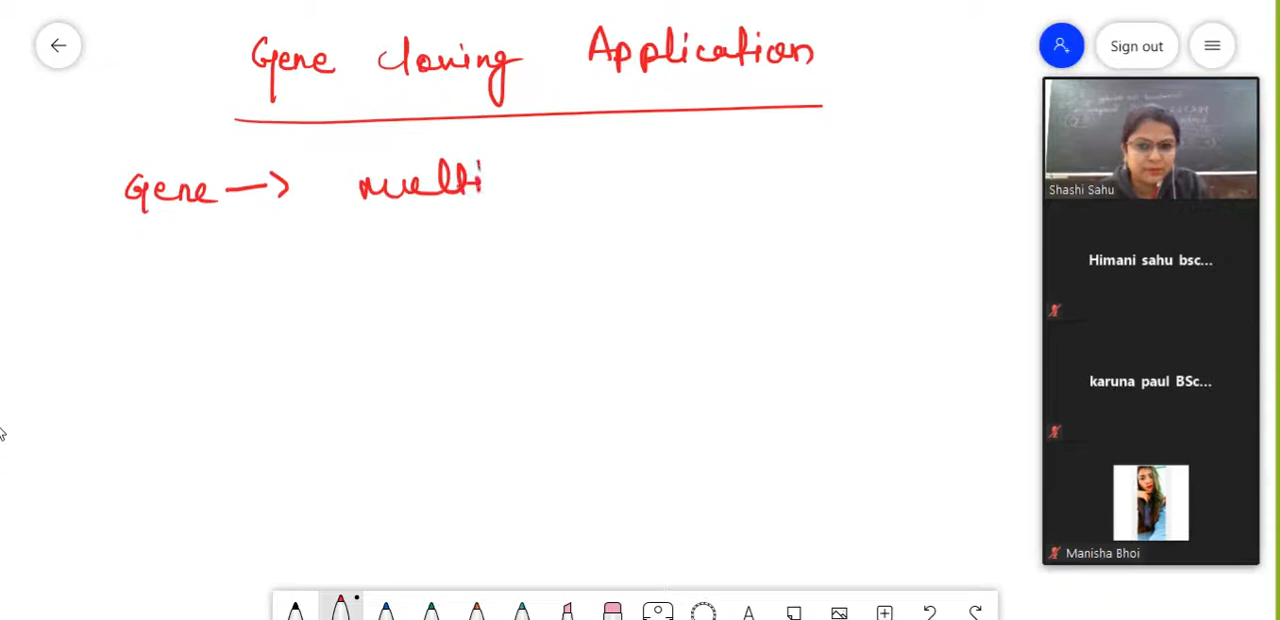 Gene cloning Application
Gene → multi
Sign out
Shashi Sahu
Himani sahu bsc...
karuna paul BSc...
Manisha Bhoi
A